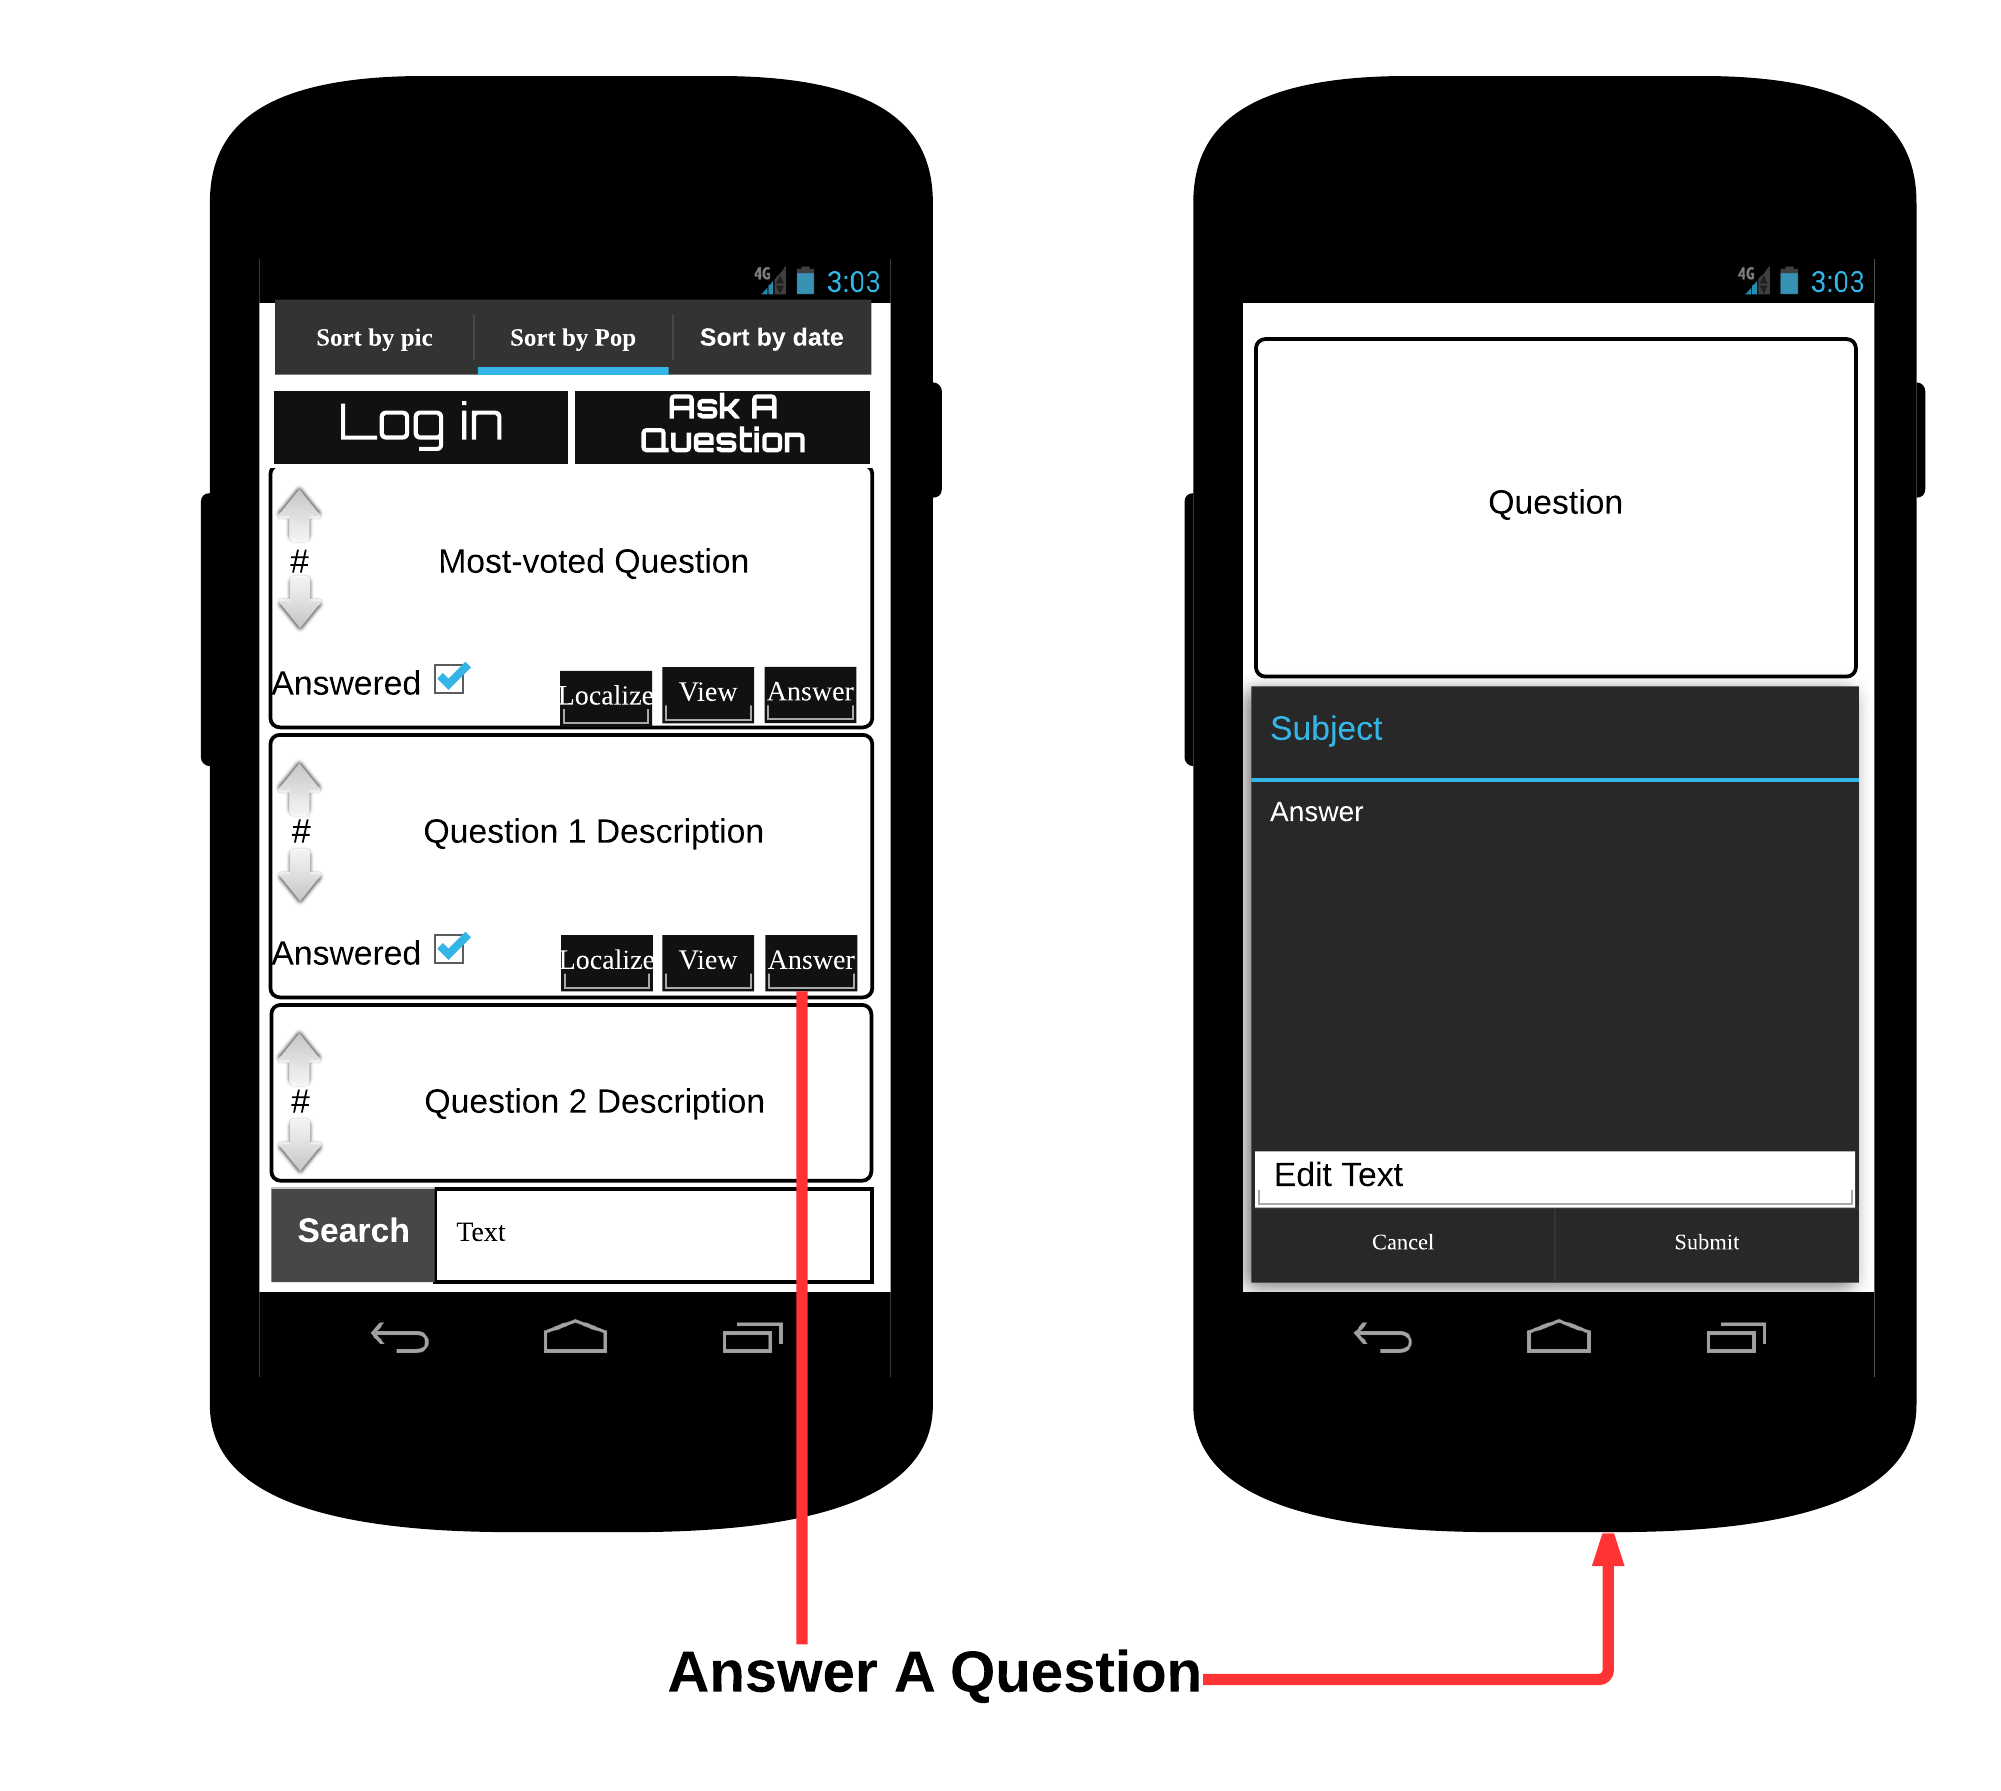 4G 3:03
Sort by pic Sort by Pop Sort by date
Log in
Ask A
Question
#
Most-voted Question
Answered Localize View Answer
#
Question 1 Description
Answered Localize View Answer
#
Question 2 Description
Search Text
4G 3:03
Question
Subject
Answer
Edit Text
Cancel Submit
Answer A Question